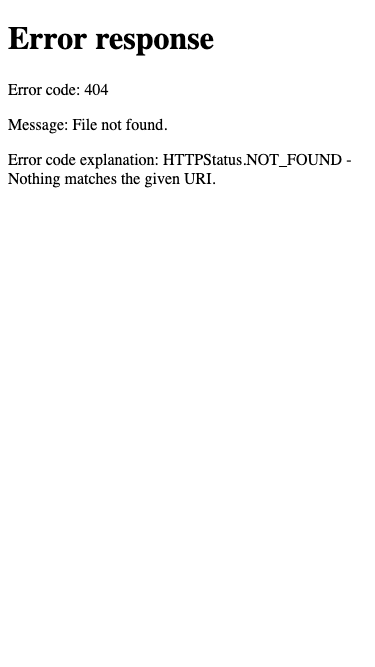 Error response
Error code: 404
Message: File not found.
Error code explanation: HTTPStatus.NOT_FOUND -
Nothing matches the given URI.